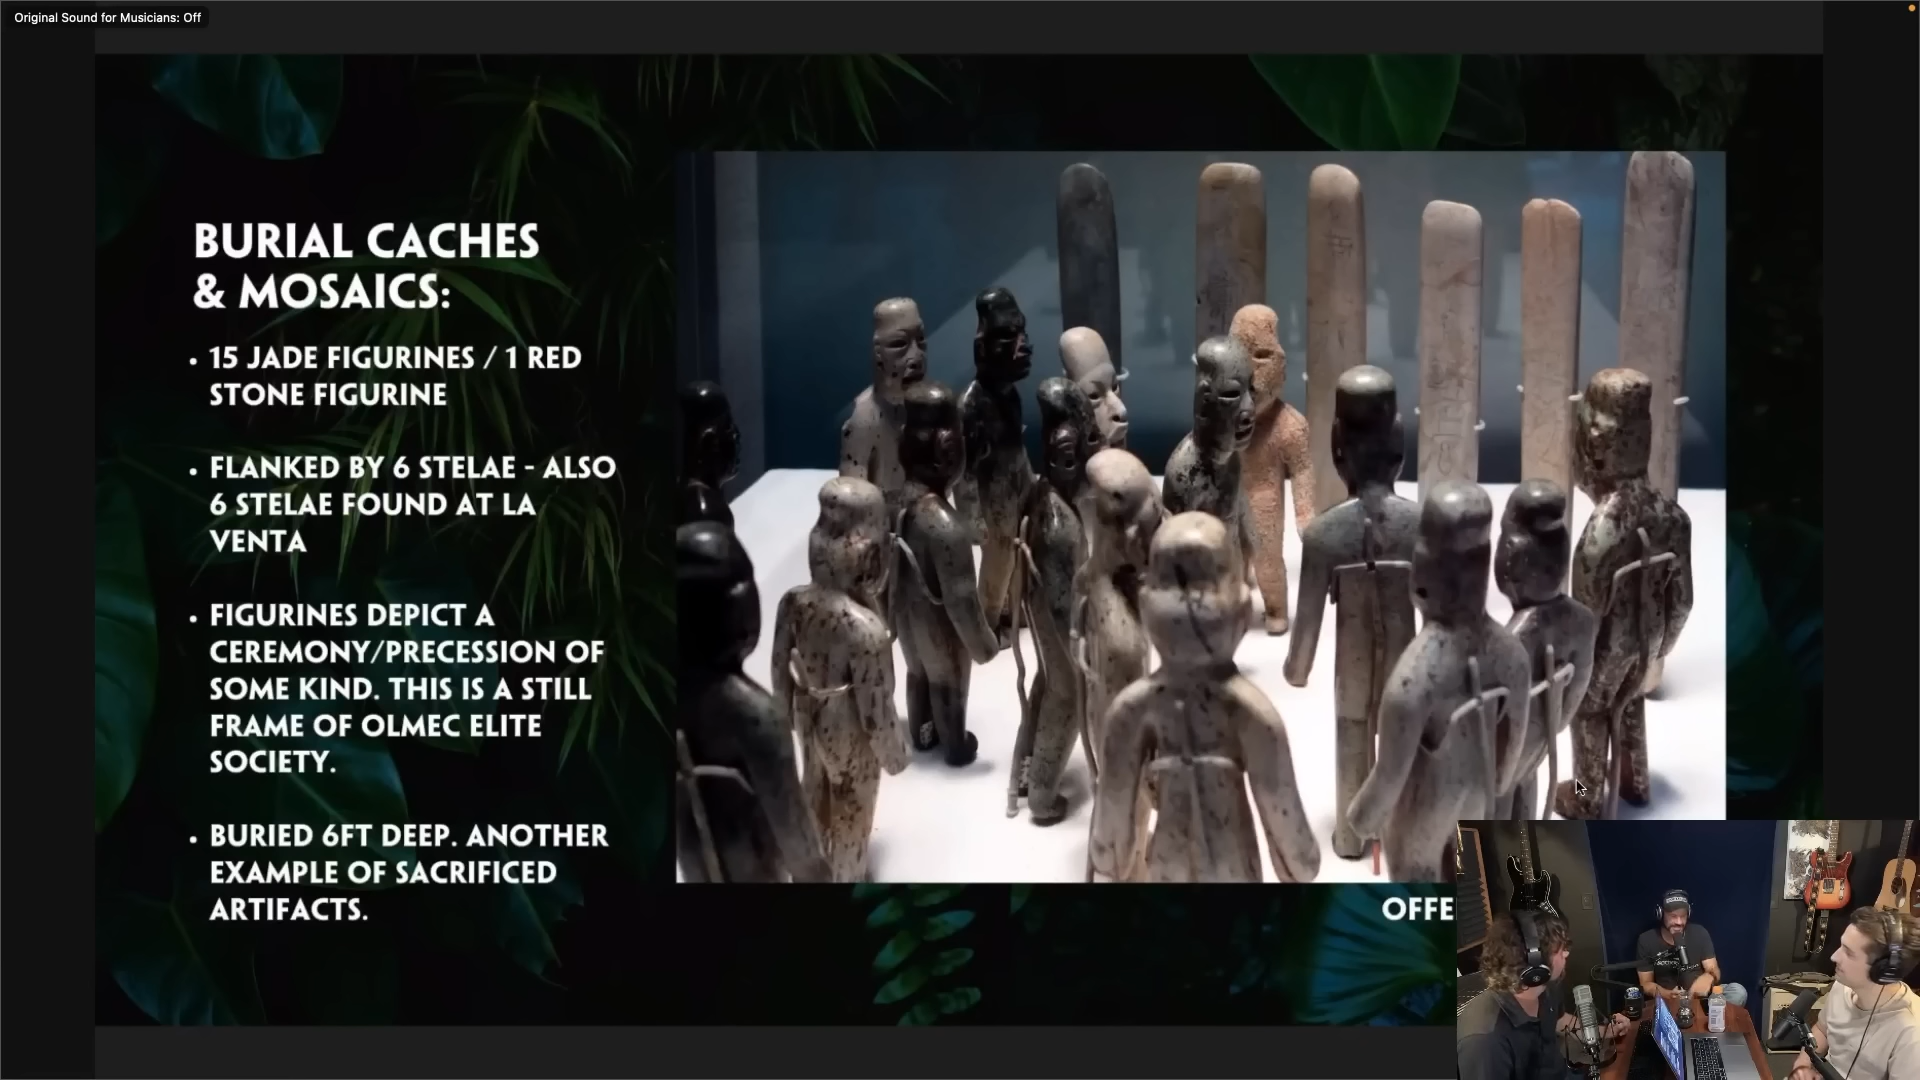 Original Sound for Musicians: Off
BURIAL CACHES
& MOSAICS:
• 15 JADE FIGURINES / 1 RED
STONE FIGURINE
• FLANKED BY 6 STELAE - ALSO
6 STELAE FOUND AT LA
VENTA
• FIGURINES DEPICT A
CEREMONY/PRECESSION OF
SOME KIND. THIS IS A STILL
FRAME OF OLMEC ELITE
SOCIETY.
• BURIED 6FT DEEP. ANOTHER
EXAMPLE OF SACRIFICED
ARTIFACTS.
OFFE